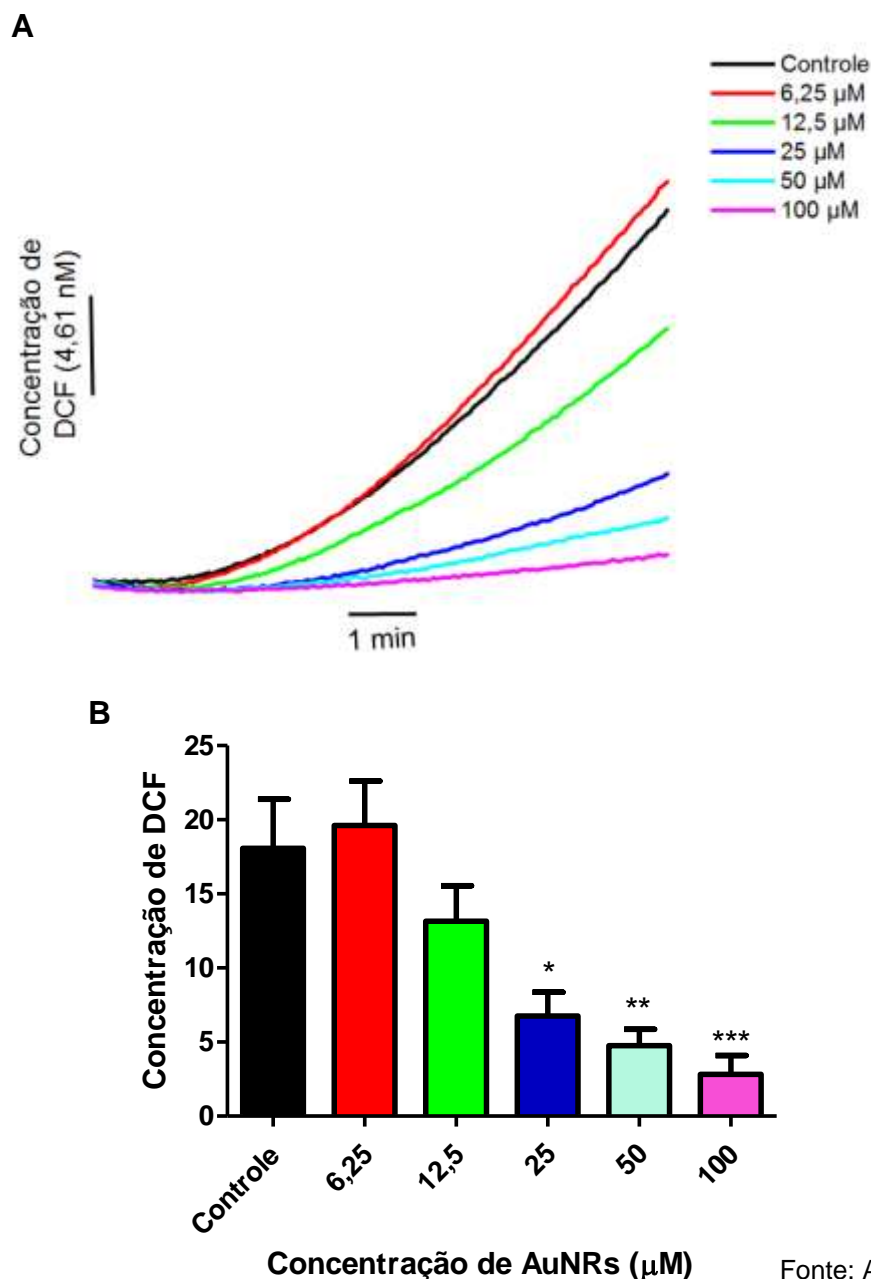 A
Controle
6,25 µM
12,5 µM
25 µM
50 µM
100 µM
Concentração de
DCF (4,61 nM)
1 min
B
Concentração de DCF
25
20
15
10
5
0
*
**
***
Controle
6,25
12,5
25
50
100
Concentração de AuNRs (µM)
Fonte: A